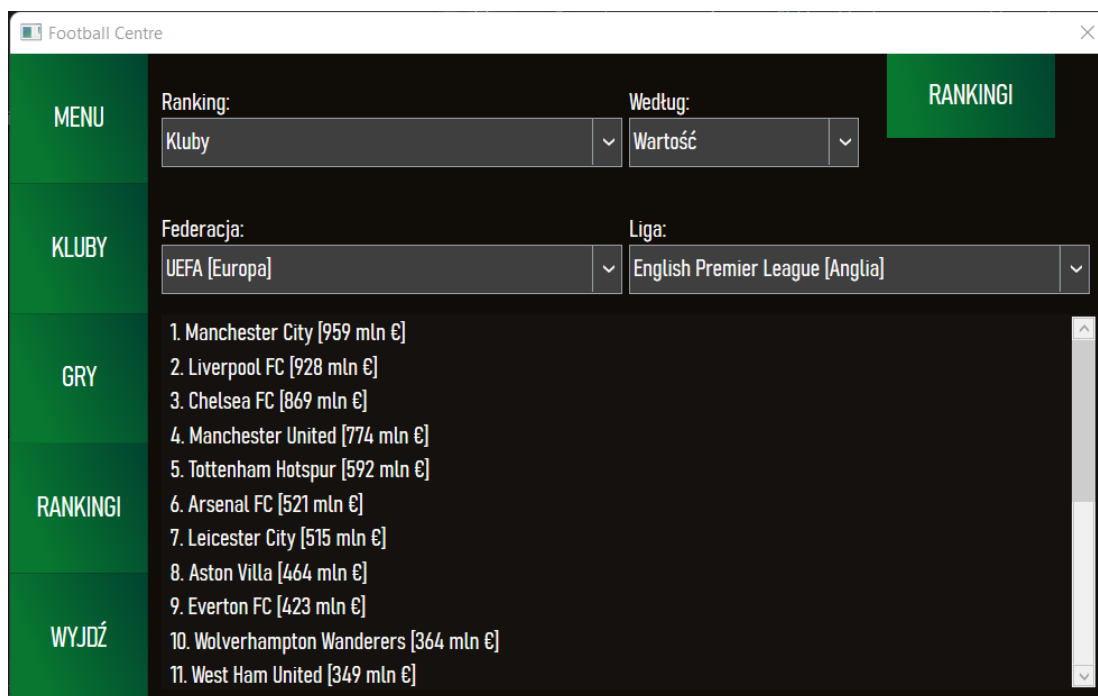 Football Centre
MENU
KLUBY
GRY
RANKINGI
WYJDŹ
Ranking:
Kluby
Według:
Wartość
RANKINGI
Federacja:
UEFA [Europa]
Liga:
English Premier League [Anglia]
1. Manchester City [959 mln €]
2. Liverpool FC [928 mln €]
3. Chelsea FC [869 mln €]
4. Manchester United [774 mln €]
5. Tottenham Hotspur [592 mln €]
6. Arsenal FC [521 mln €]
7. Leicester City [515 mln €]
8. Aston Villa [464 mln €]
9. Everton FC [423 mln €]
10. Wolverhampton Wanderers [364 mln €]
11. West Ham United [349 mln €]